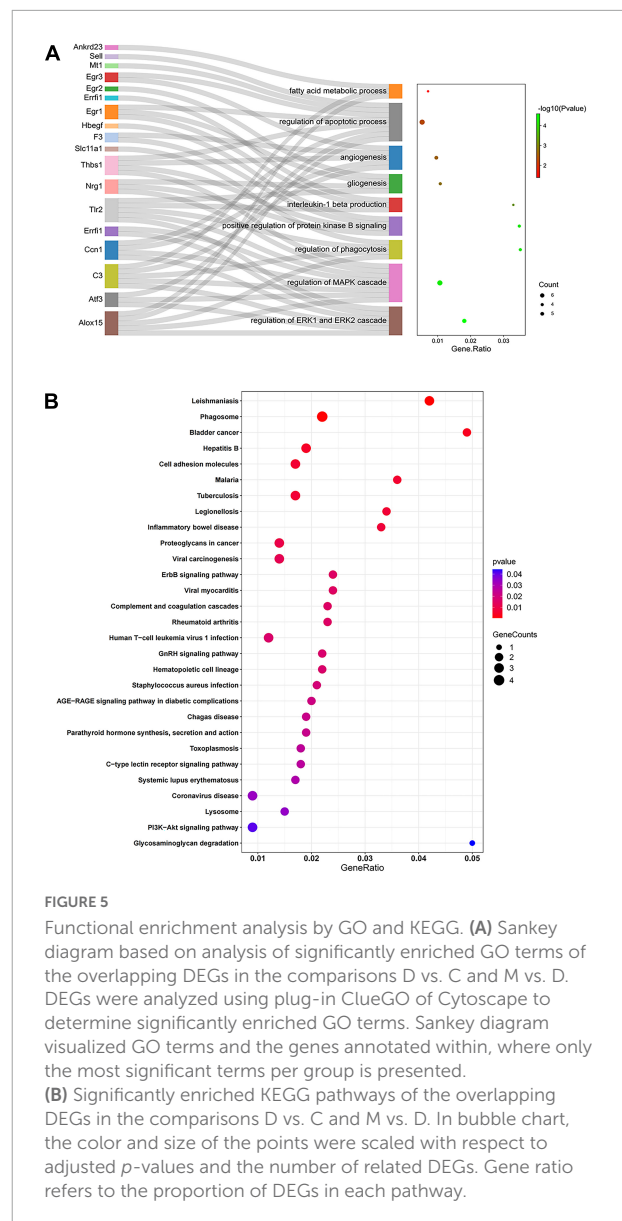 A
Ankrd23
Sell
Mt1
Egr3
Egr2
Errfi1
Egr1
Hbegf
F3
Slc11a1
Thbs1
Nrg1
Tlr2
Errfi1
Ccn1
C3
Atf3
Alox15
fatty acid metabolic process
regulation of apoptotic process
angiogenesis
gliogenesis
interleukin-1 beta production
positive regulation of protein kinase B signaling
regulation of phagocytosis
regulation of MAPK cascade
regulation of ERK1 and ERK2 cascade
0.01 0.02 0.03
Gene.Ratio
-log10(Pvalue)
4
3
2
Count
6
4
5
B
Leishmaniasis
Phagosome
Bladder cancer
Hepatitis B
Cell adhesion molecules
Malaria
Tuberculosis
Legionellosis
Inflammatory bowel disease
Proteoglycans in cancer
Viral carcinogenesis
ErbB signaling pathway
Viral myocarditis
Complement and coagulation cascades
Rheumatoid arthritis
Human T−cell leukemia virus 1 infection
GnRH signaling pathway
Hematopoietic cell lineage
Staphylococcus aureus infection
AGE−RAGE signaling pathway in diabetic complications
Chagas disease
Parathyroid hormone synthesis, secretion and action
Toxoplasmosis
C−type lectin receptor signaling pathway
Systemic lupus erythematosus
Coronavirus disease
Lysosome
PI3K−Akt signaling pathway
Glycosaminoglycan degradation
0.01 0.02 0.03 0.04 0.05
GeneRatio
pvalue
0.04
0.03
0.02
0.01
GeneCounts
1
2
3
4
FIGURE 5
Functional enrichment analysis by GO and KEGG. (A) Sankey
diagram based on analysis of significantly enriched GO terms of
the overlapping DEGs in the comparisons D vs. C and M vs. D.
DEGs were analyzed using plug-in ClueGO of Cytoscape to
determine significantly enriched GO terms. Sankey diagram
visualized GO terms and the genes annotated within, where only
the most significant terms per group is presented.
(B) Significantly enriched KEGG pathways of the overlapping
DEGs in the comparisons D vs. C and M vs. D. In bubble chart,
the color and size of the points were scaled with respect to
adjusted p-values and the number of related DEGs. Gene ratio
refers to the proportion of DEGs in each pathway.